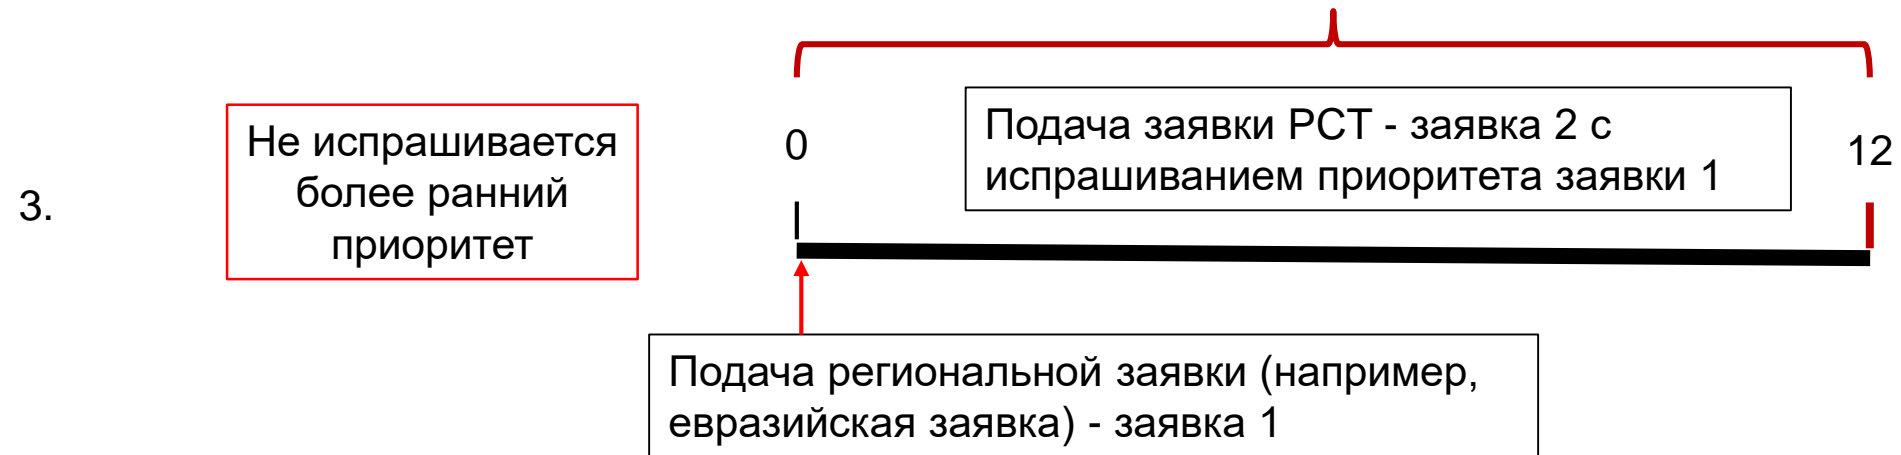 3.
Не испрашивается
более ранний
приоритет
0
Подача заявки РСТ - заявка 2 с
испрашиванием приоритета заявки 1
12
Подача региональной заявки (например,
евразийская заявка) - заявка 1